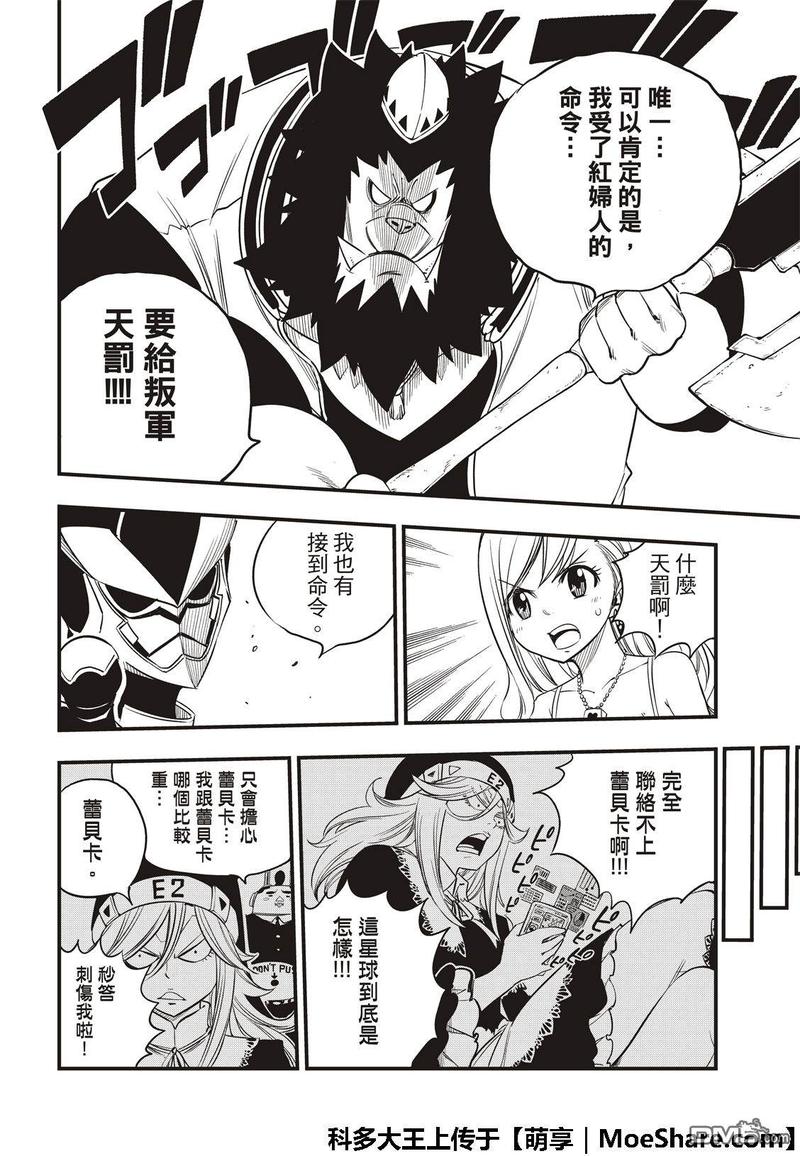 唯一…
可以肯定的是，
我受了紅婦人的
命令…
要給叛軍
天罰!!!!
ゴゴゴゴゴ
什麼
天罰啊！
我也有
接到命令。
完全
聯絡不上
蕾貝卡啊!!!
E2
ピピピ
ピピピ
這星球到底是
怎樣!!!
只會擔心
蕾貝卡…
我跟蕾貝卡
哪個比較
重…
蕾貝卡。
E2
DON'T PUS
秒答
刺傷我啦！
科多大王上传于【萌享｜MoeShare.com】